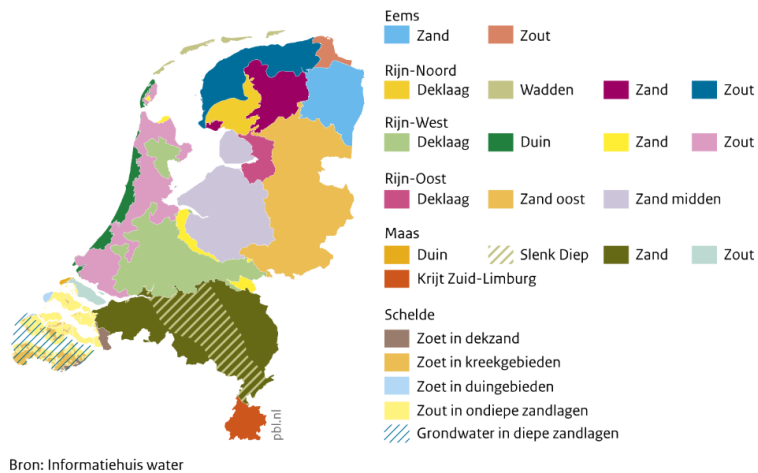 Eems
Zand Zout
Rijn-Noord
Deklaag Wadden Zand Zout
Rijn-West
Deklaag Duin Zand Zout
Rijn-Oost
Deklaag Zand oost Zand midden
Maas
Duin Slenk Diep Zand Zout
Krijt Zuid-Limburg
Schelde
Zoet in dekzand
Zoet in kreekgebieden
Zoet in duingebieden
Zout in ondiepe zandlagen
Grondwater in diepe zandlagen
pbl.nl
Bron: Informatiehuis water